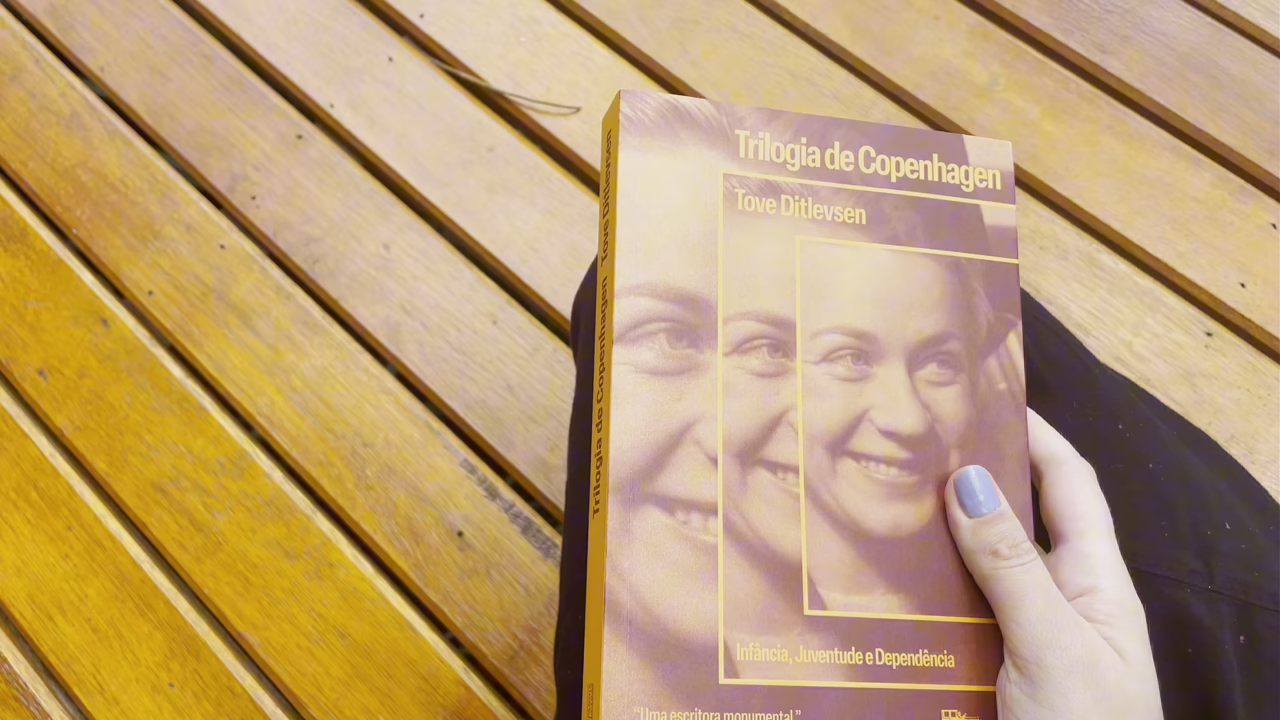 Trilogia de Copenhagen
Tove Ditlevsen
Infância, Juventude e Dependência
“Uma escritora monumental.”
Trilogia de Copenhagen Tove Ditlevsen